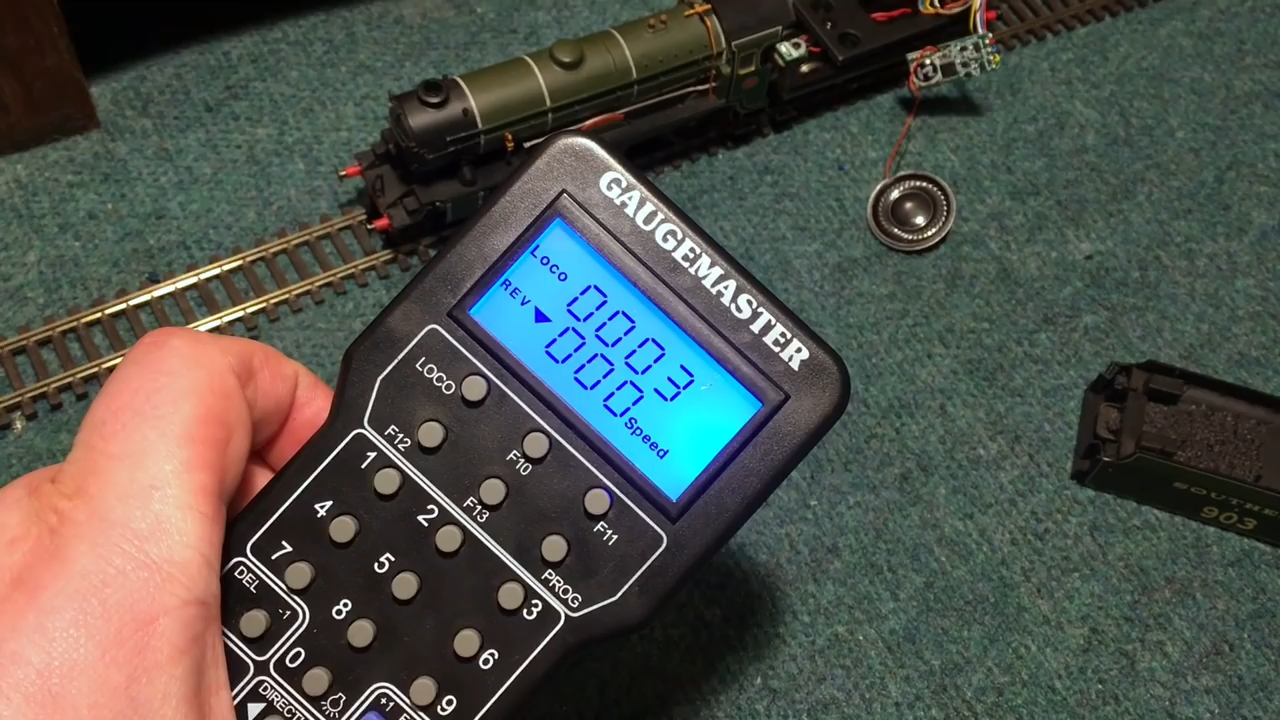 GAUGEMASTER
Loco 0003
REV 000 Speed
LOCO
F12
F10
F13
F11
PROG
1
2
3
4
5
6
7
8
9
DEL
-1
0
+1
903